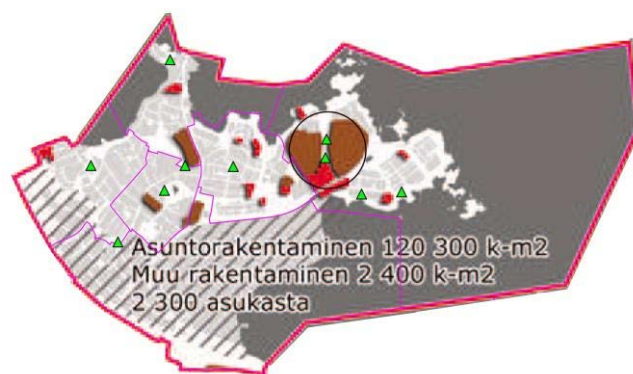 Asuntorakentaminen 120 300 k-m2
Muu rakentaminen 2 400 k-m2
2 300 asukasta